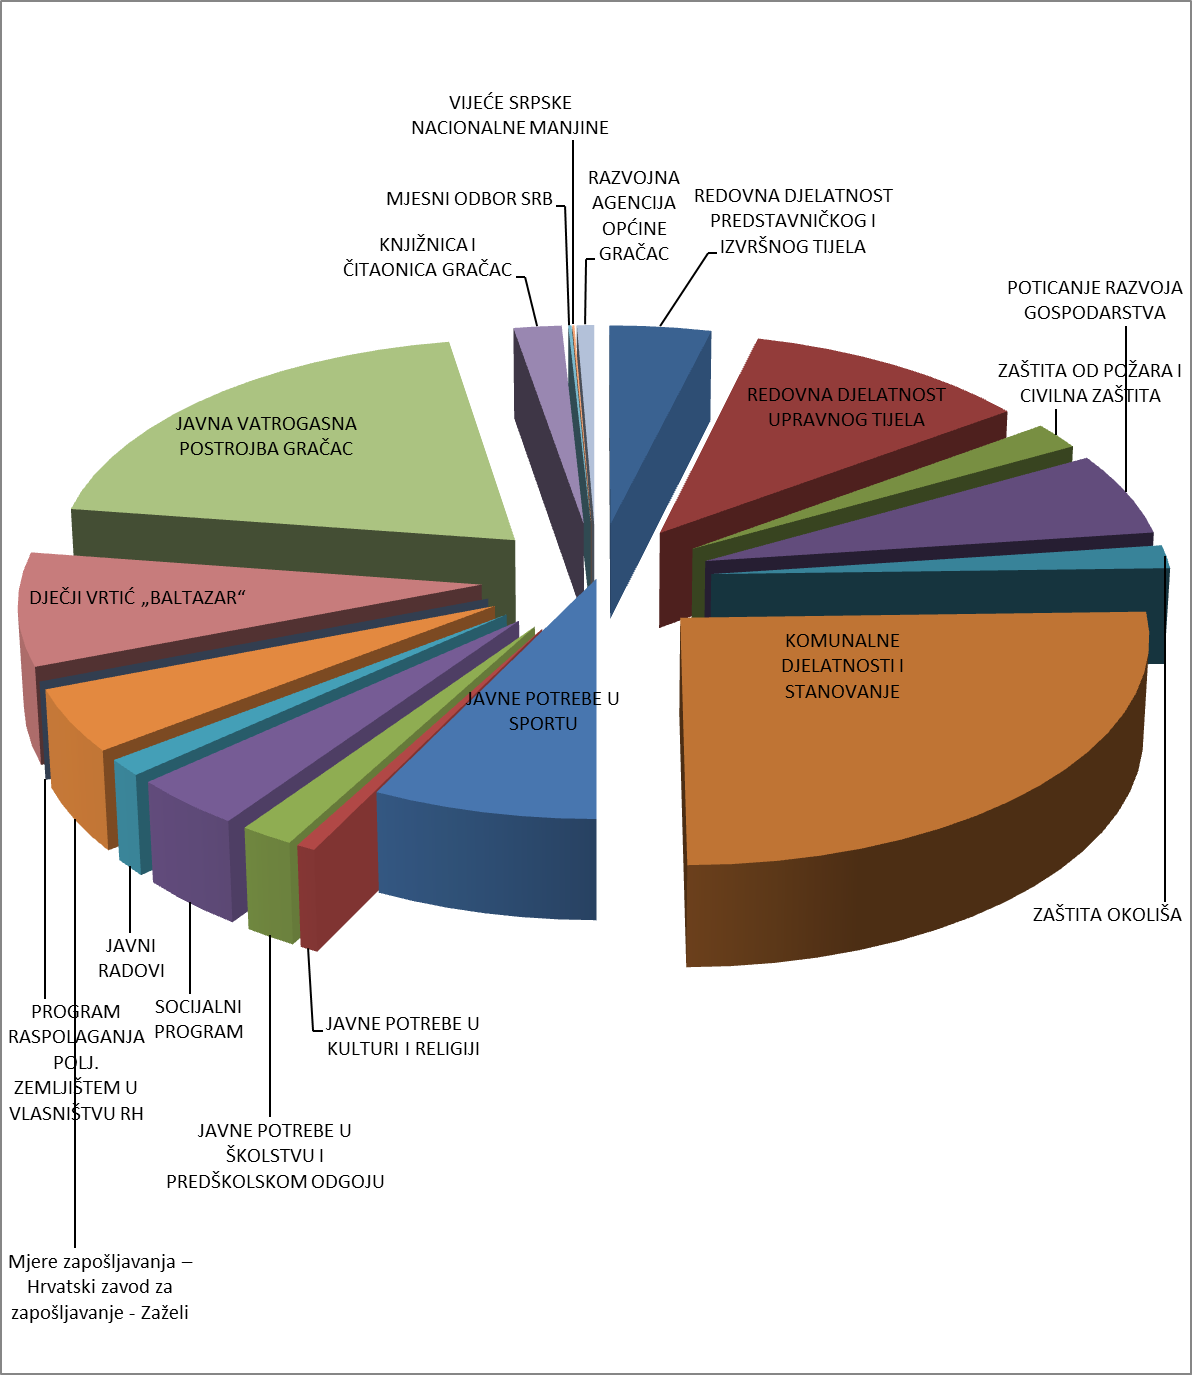 VIJEĆE SRPSKE
NACIONALNE MANJINE
MJESNI ODBOR SRB
RAZVOJNA
AGENCIJA
OPĆINE
GRAČAC
REDOVNA DJELATNOST
PREDSTAVNIČKOG I
IZVRŠNOG TIJELA
KNJIŽNICA I
ČITAONICA GRAČAC
POTICANJE RAZVOJA
GOSPODARSTVA
ZAŠTITA OD POŽARA I
CIVILNA ZAŠTITA
REDOVNA DJELATNOST
UPRAVNOG TIJELA
JAVNA VATROGASNA
POSTROJBA GRAČAC
DJEČJI VRTIĆ „BALTAZAR“
KOMUNALNE
DJELATNOSTI I
STANOVANJE
JAVNE POTREBE U
SPORTU
ZAŠTITA OKOLIŠA
JAVNI
RADOVI
PROGRAM
RASPOLAGANJA
POLJ.
ZEMLJIŠTEM U
VLASNIŠTVU RH
SOCIJALNI
PROGRAM
JAVNE POTREBE U
KULTURI I RELIGIJI
JAVNE POTREBE U
ŠKOLSTVU I
PREDŠKOLSKOM ODGOJU
Mjere zapošljavanja –
Hrvatski zavod za
zapošljavanje - Zaželi